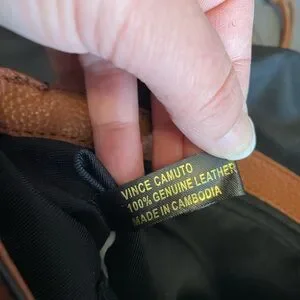 VINCE CAMUTO
100% GENUINE LEATHER
MADE IN CAMBODIA